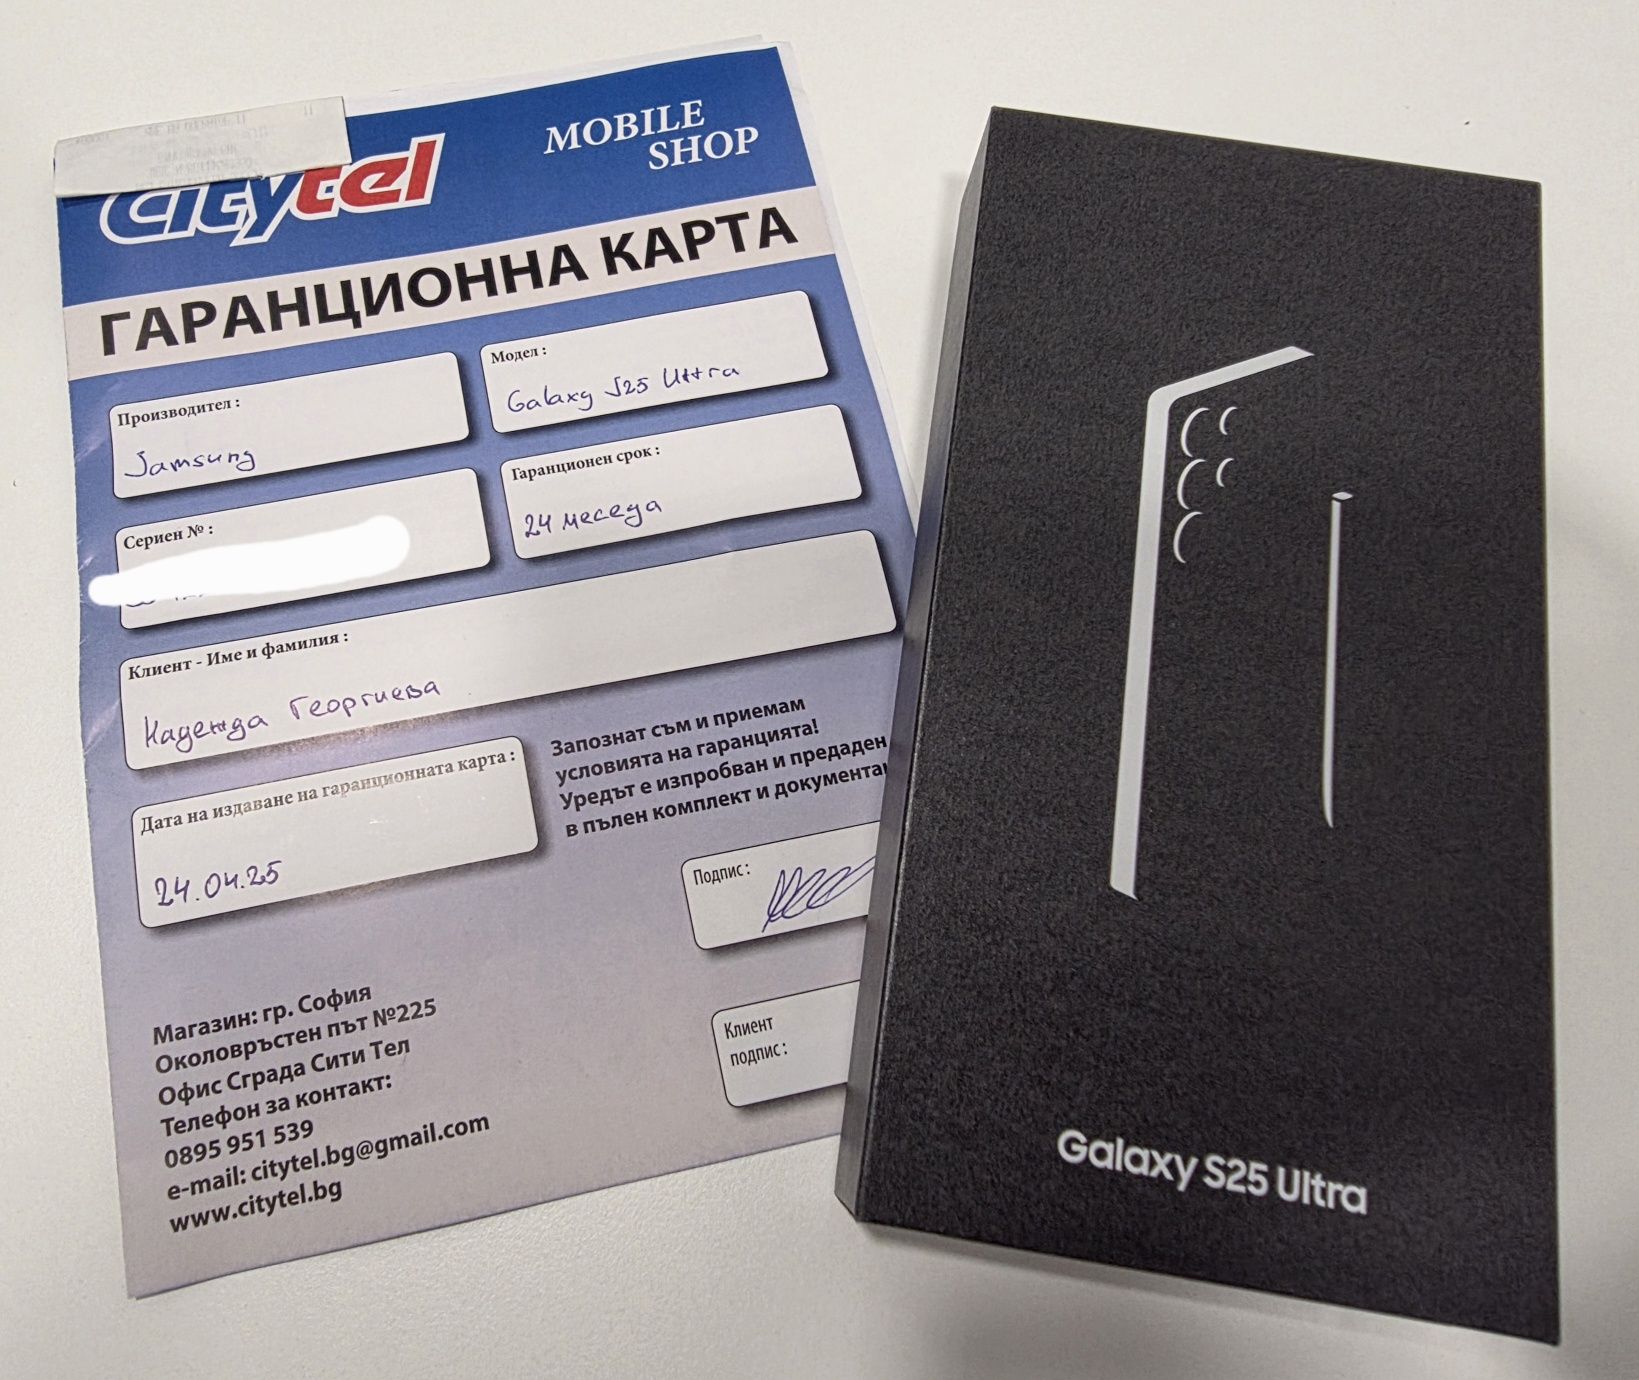 citytel
MOBILE
SHOP
ГАРАНЦИОННА КАРТА
Производител :
Samsung
Модел :
Galaxy S25 Ultra
Сериен № :
Гаранционен срок :
24 месеца
Клиент - Име и фамилия :
Надежда Георгиева
Дата на издаване на гаранционната карта :
24.04.25
Запознат съм и приемам
условията на гаранцията!
Уредът е изпробван и предаден
в пълен комплект и
Подпис :
Клиент
подпис:
Магазин: гр. София
Околовръстен път №225
Офис Сграда Сити Тел
Телефон за контакт:
0895 951 539
e-mail: citytel.bg@gmail.com
www.citytel.bg
Galaxy S25 Ultra